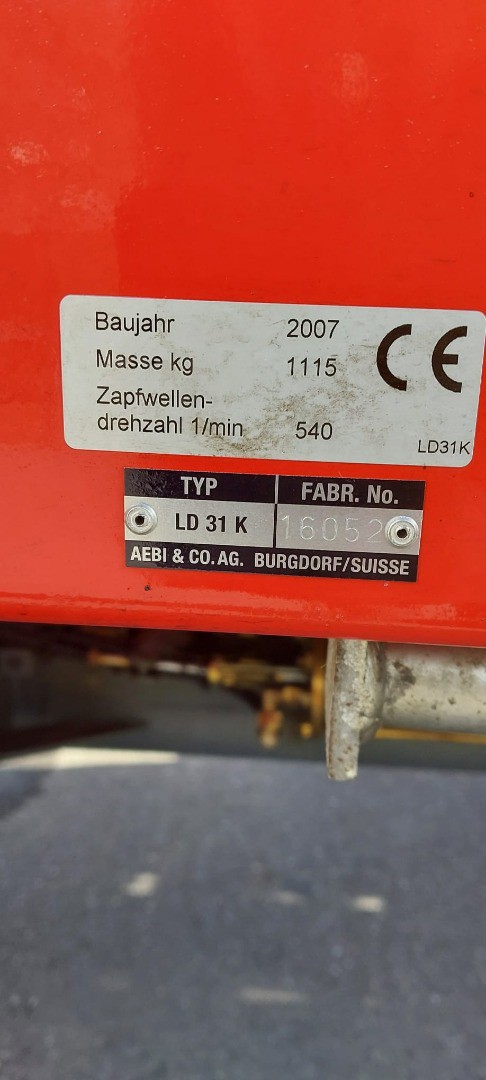 Baujahr 2007 CE
Masse kg 1115
Zapfwellen-
drehzahl 1/min 540
LD31K
TYP FABR. No.
LD 31 K 16052
AEBI & CO. AG. BURGDORF/SUISSE